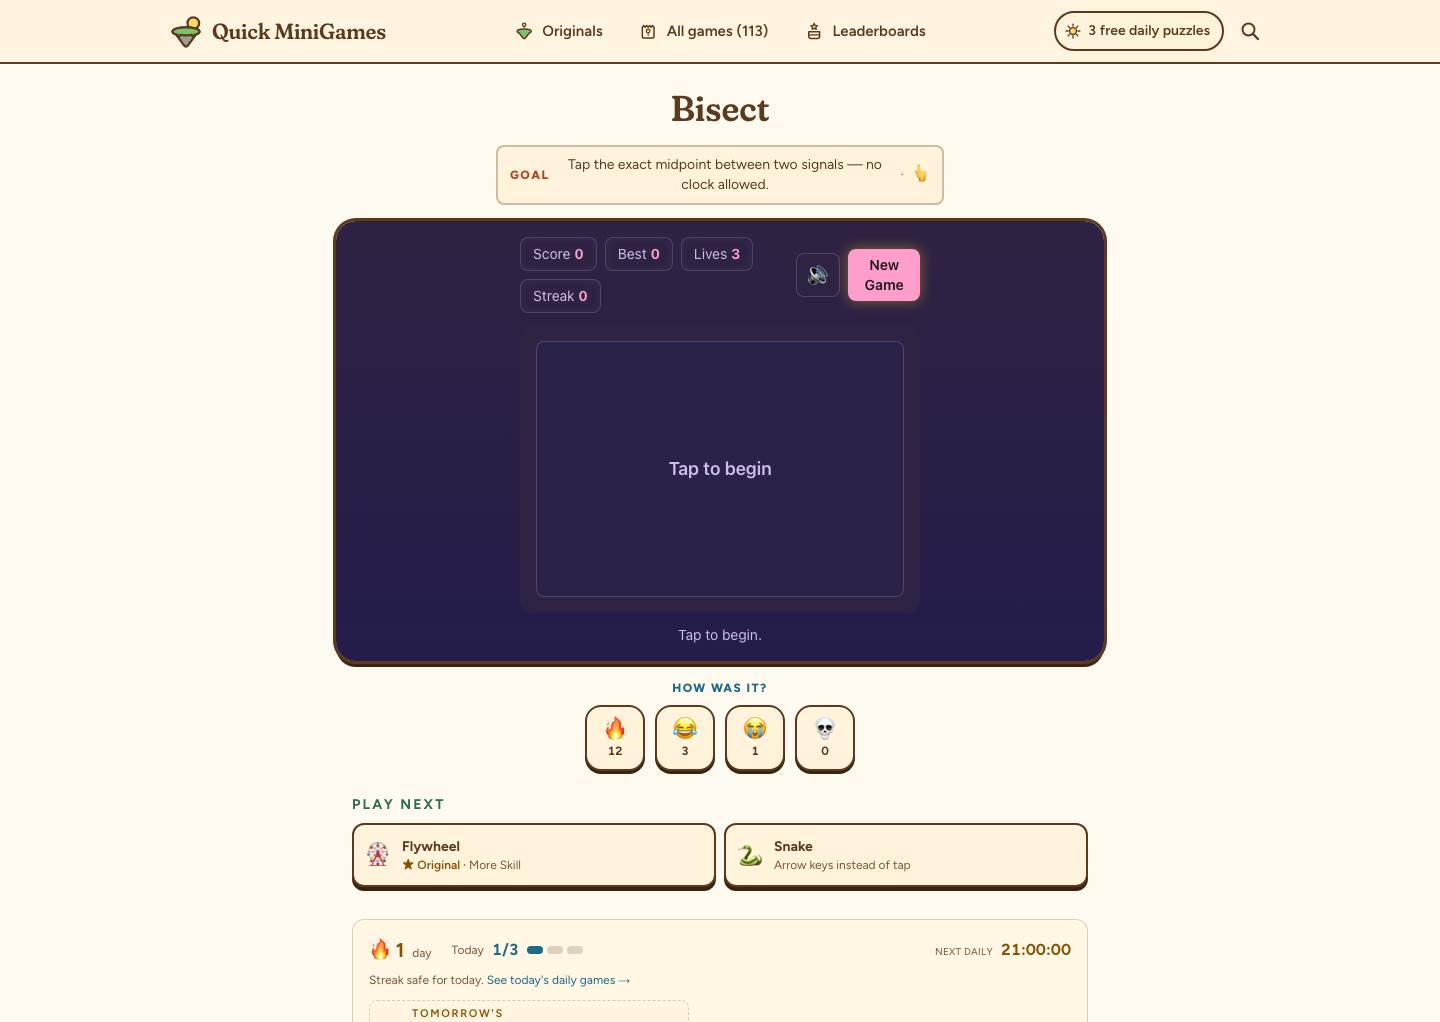 Quick MiniGames
Originals
All games (113)
Leaderboards
3 free daily puzzles
Bisect
GOAL
Tap the exact midpoint between two signals — no
clock allowed.
·
Score 0
Best 0
Lives 3
Streak 0
New
Game
Tap to begin
Tap to begin.
HOW WAS IT?
12
3
1
0
PLAY NEXT
Flywheel
Original · More Skill
Snake
Arrow keys instead of tap
1 day
Today 1/3
NEXT DAILY 21:00:00
Streak safe for today. See today's daily games →
TOMORROW'S